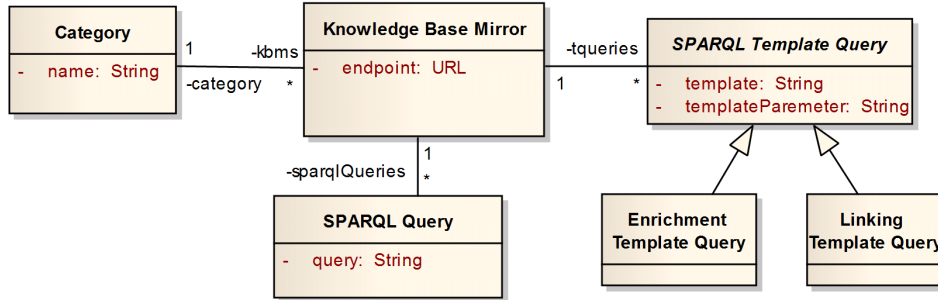 Category
- name: String
1
-category
-kbms
*
Knowledge Base Mirror
- endpoint: URL
-tqueries
1
*
SPARQL Template Query
- template: String
- templateParemeter: String
1
-sparqlQueries
*
SPARQL Query
- query: String
Enrichment
Template Query
Linking
Template Query